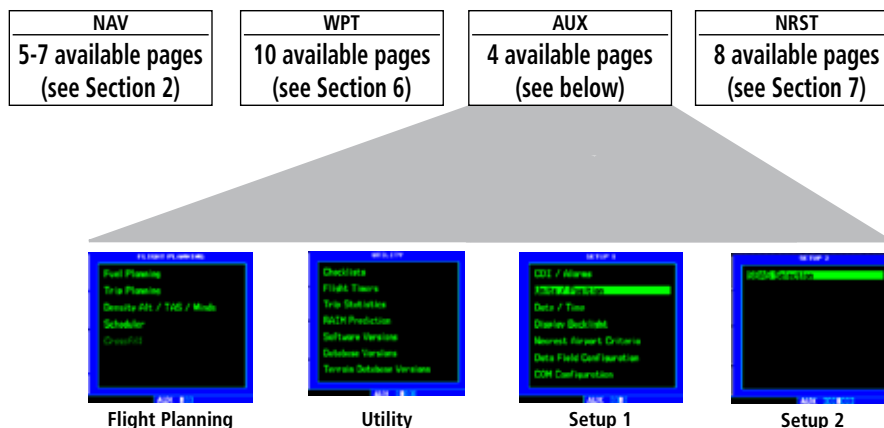 NAV
5-7 available pages
(see Section 2)
WPT
10 available pages
(see Section 6)
AUX
4 available pages
(see below)
NRST
8 available pages
(see Section 7)
FLIGHT PLANNING
Fuel Planning
Trip Planning
Density Alt / TAS / Winds
Scheduler
Crossfill
AUX
Flight Planning
UTILITY
Checklists
Flight Timers
Trip Statistics
RAIM Prediction
Software Versions
Database Versions
Terrain Database Versions
AUX
Utility
SETUP 1
CDI / Alarms
Units / Position
Date / Time
Display Backlight
Nearest Airport Criteria
Data Field Configuration
COM Configuration
AUX
Setup 1
SETUP 2
SBAS Selection
AUX
Setup 2